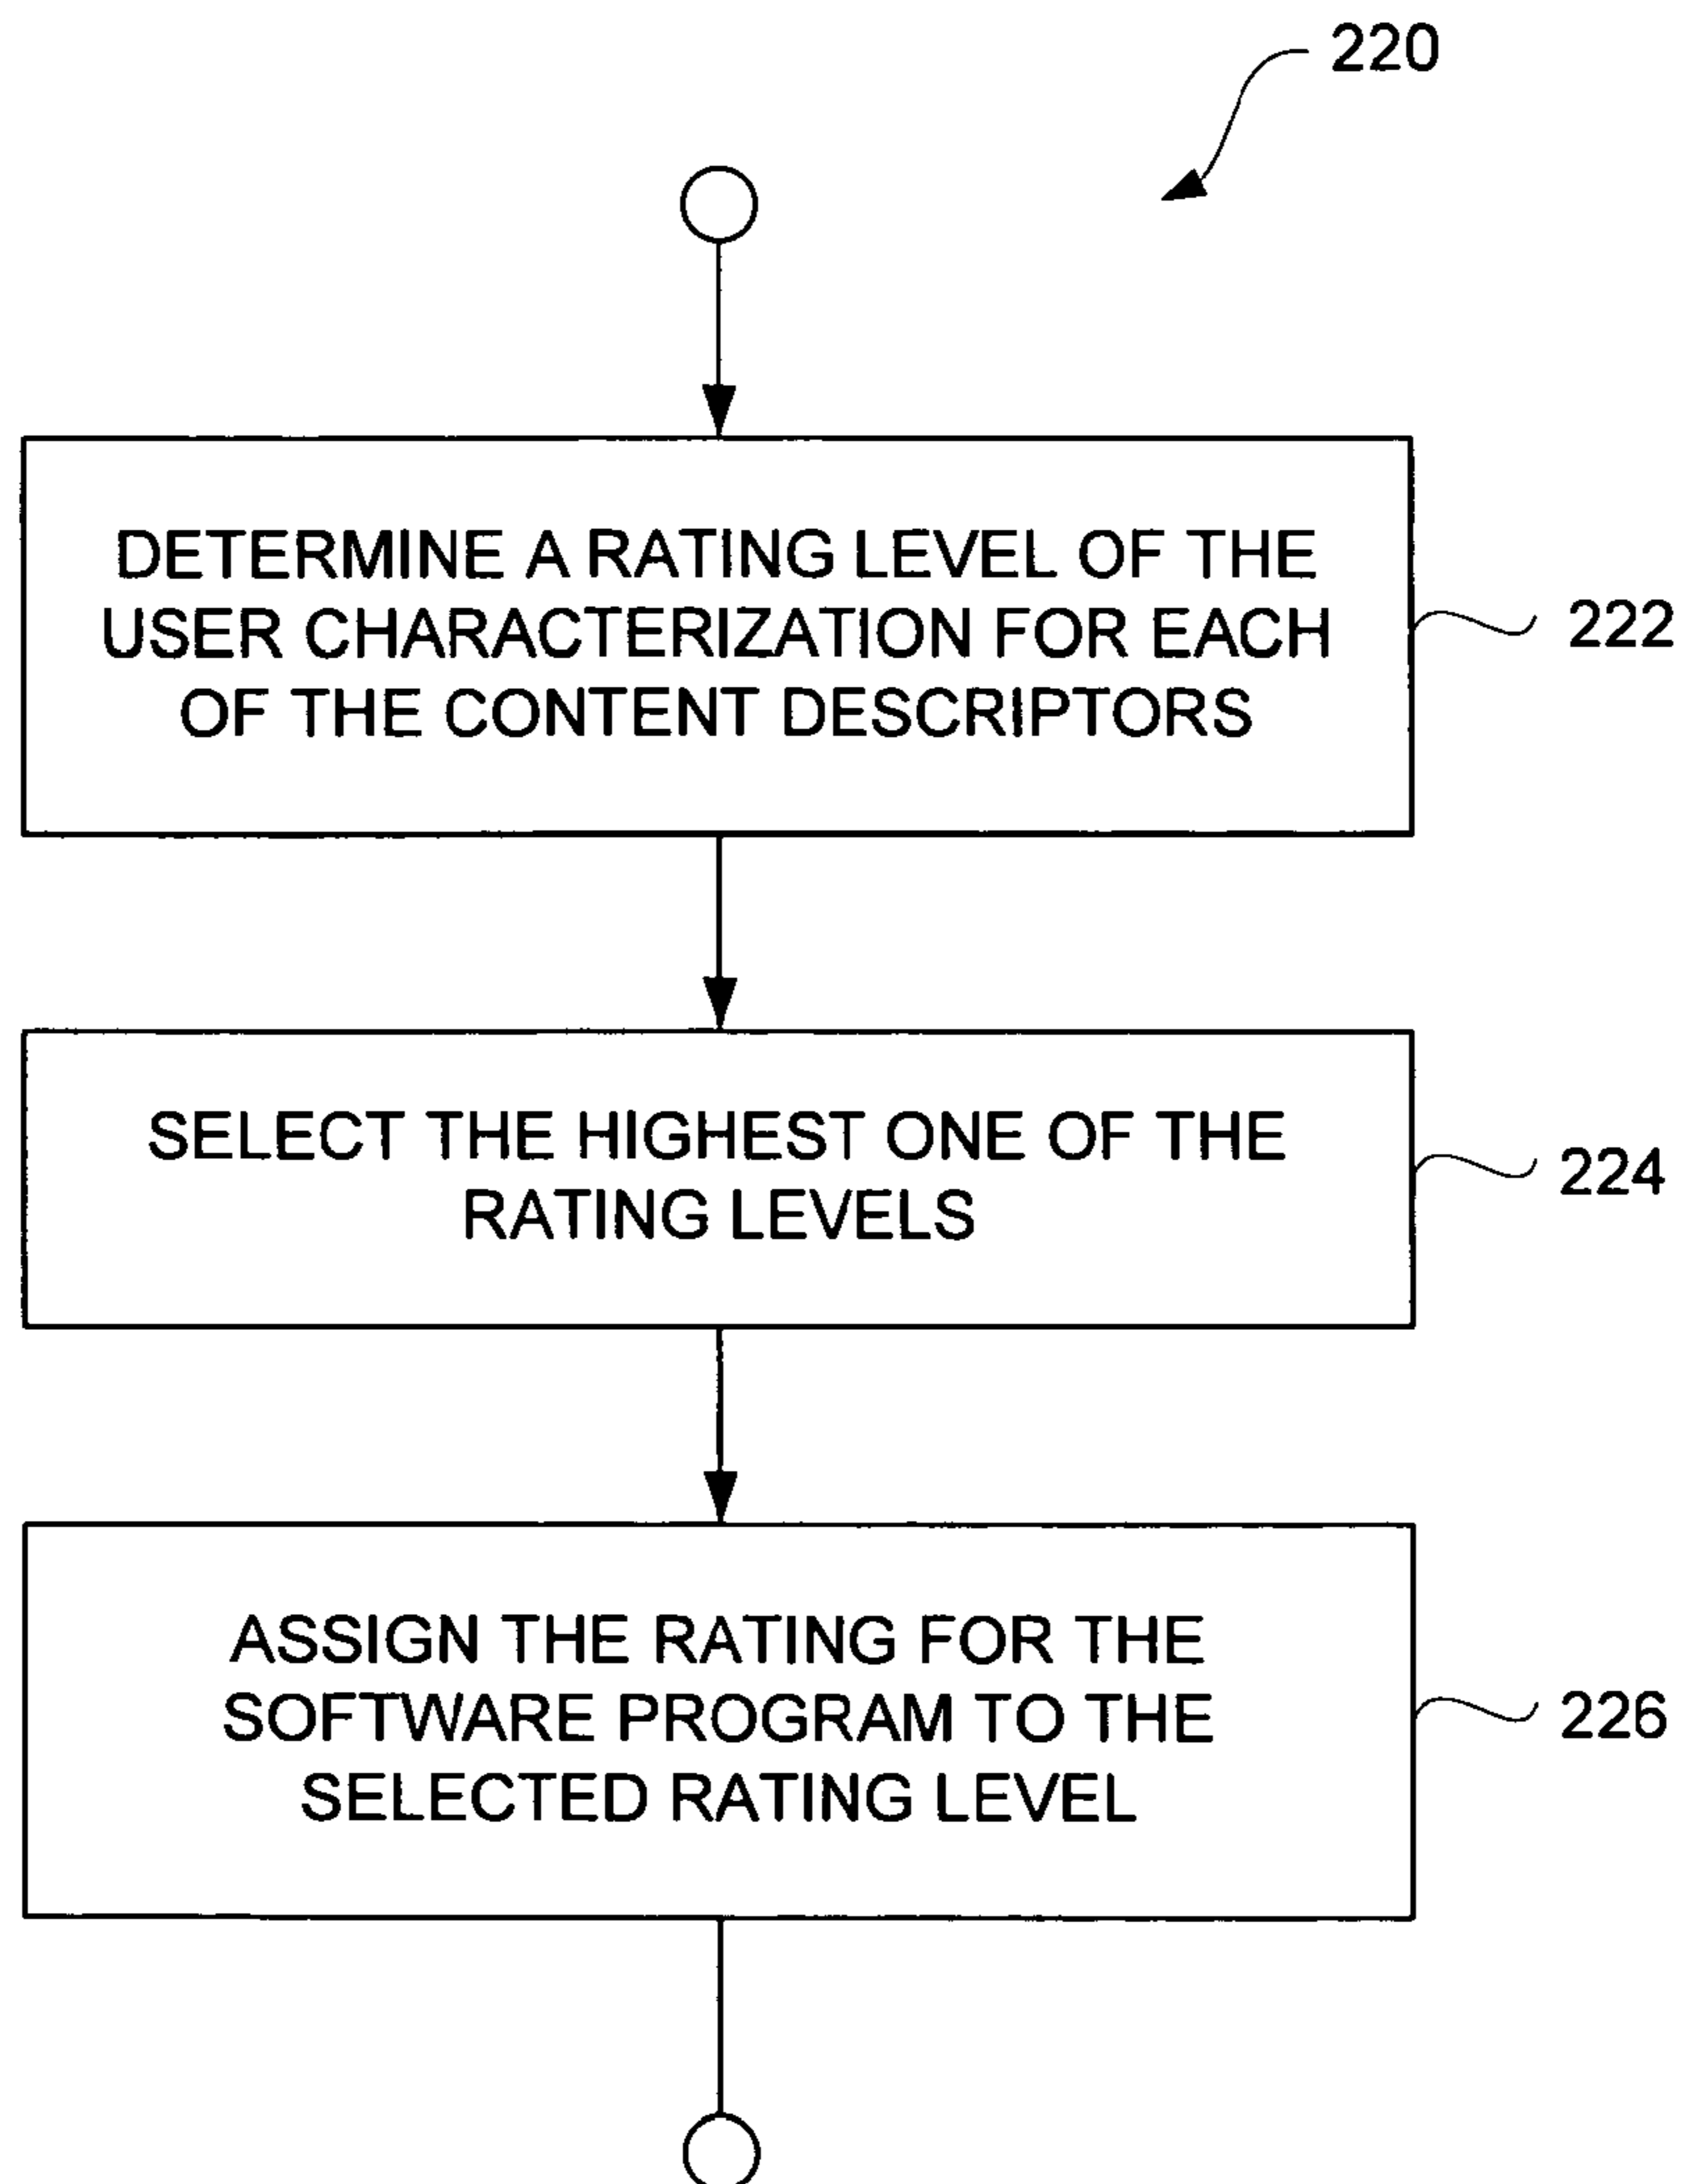 220
DETERMINE A RATING LEVEL OF THE
USER CHARACTERIZATION FOR EACH
OF THE CONTENT DESCRIPTORS
222
SELECT THE HIGHEST ONE OF THE
RATING LEVELS
224
ASSIGN THE RATING FOR THE
SOFTWARE PROGRAM TO THE
SELECTED RATING LEVEL
226